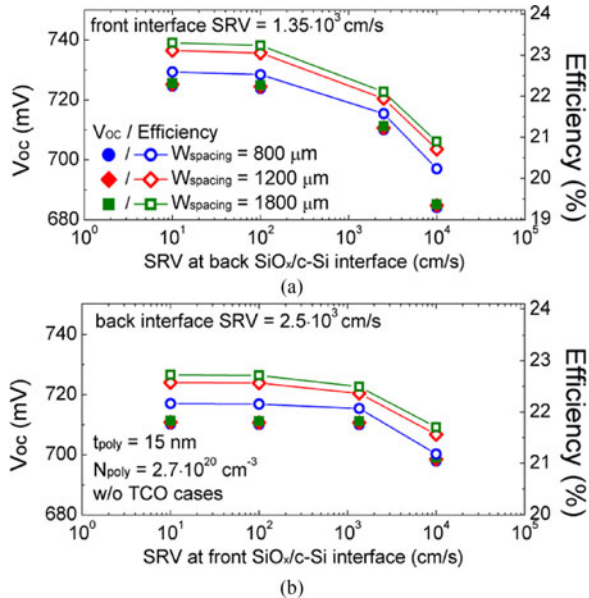 front interface SRV = 1.35·10³ cm/s
740
720
700
680
Voc (mV)
24
23
22
21
20
19
Efficiency (%)
Voc / Efficiency
/ Wspacing = 800 μm
/ Wspacing = 1200 μm
/ Wspacing = 1800 μm
10⁰ 10¹ 10² 10³ 10⁴ 10⁵
SRV at back SiOₓ/c-Si interface (cm/s)
(a)
back interface SRV = 2.5·10³ cm/s
740
720
700
680
Voc (mV)
24
23
22
21
20
Efficiency (%)
tpoly = 15 nm
Npoly = 2.7·10²⁰ cm⁻³
w/o TCO cases
10⁰ 10¹ 10² 10³ 10⁴ 10⁵
SRV at front SiOₓ/c-Si interface (cm/s)
(b)